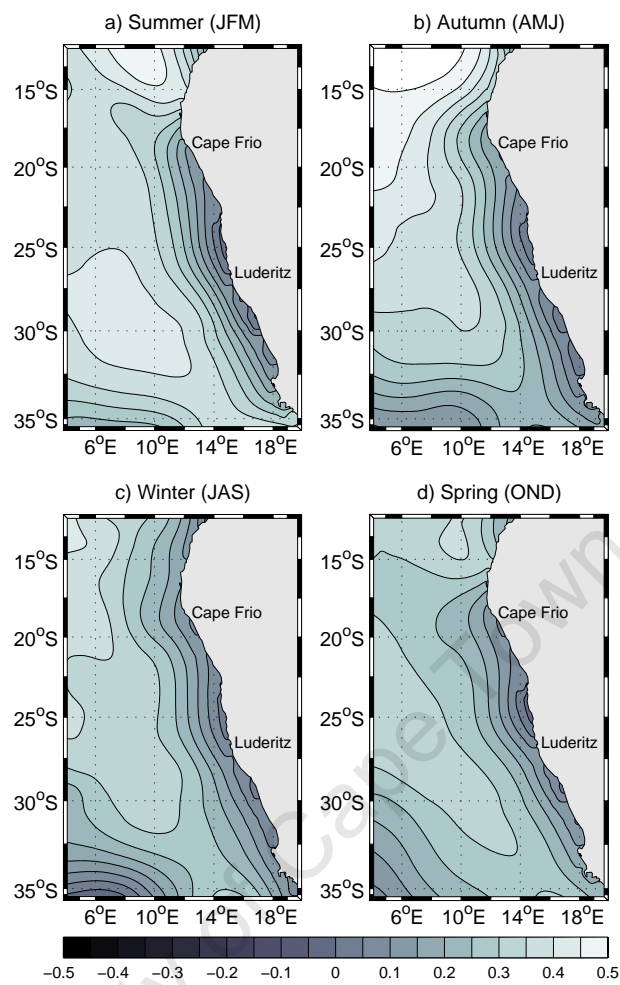 a) Summer (JFM)
b) Autumn (AMJ)
15°S
20°S
25°S
30°S
35°S
Cape Frio
Luderitz
6°E 10°E 14°E 18°E
15°S
20°S
25°S
30°S
35°S
Cape Frio
Luderitz
6°E 10°E 14°E 18°E
c) Winter (JAS)
d) Spring (OND)
15°S
20°S
25°S
30°S
35°S
Cape Frio
Luderitz
6°E 10°E 14°E 18°E
15°S
20°S
25°S
30°S
35°S
Cape Frio
Luderitz
6°E 10°E 14°E 18°E
−0.5 −0.4 −0.3 −0.2 −0.1 0 0.1 0.2 0.3 0.4 0.5
of Cape Town